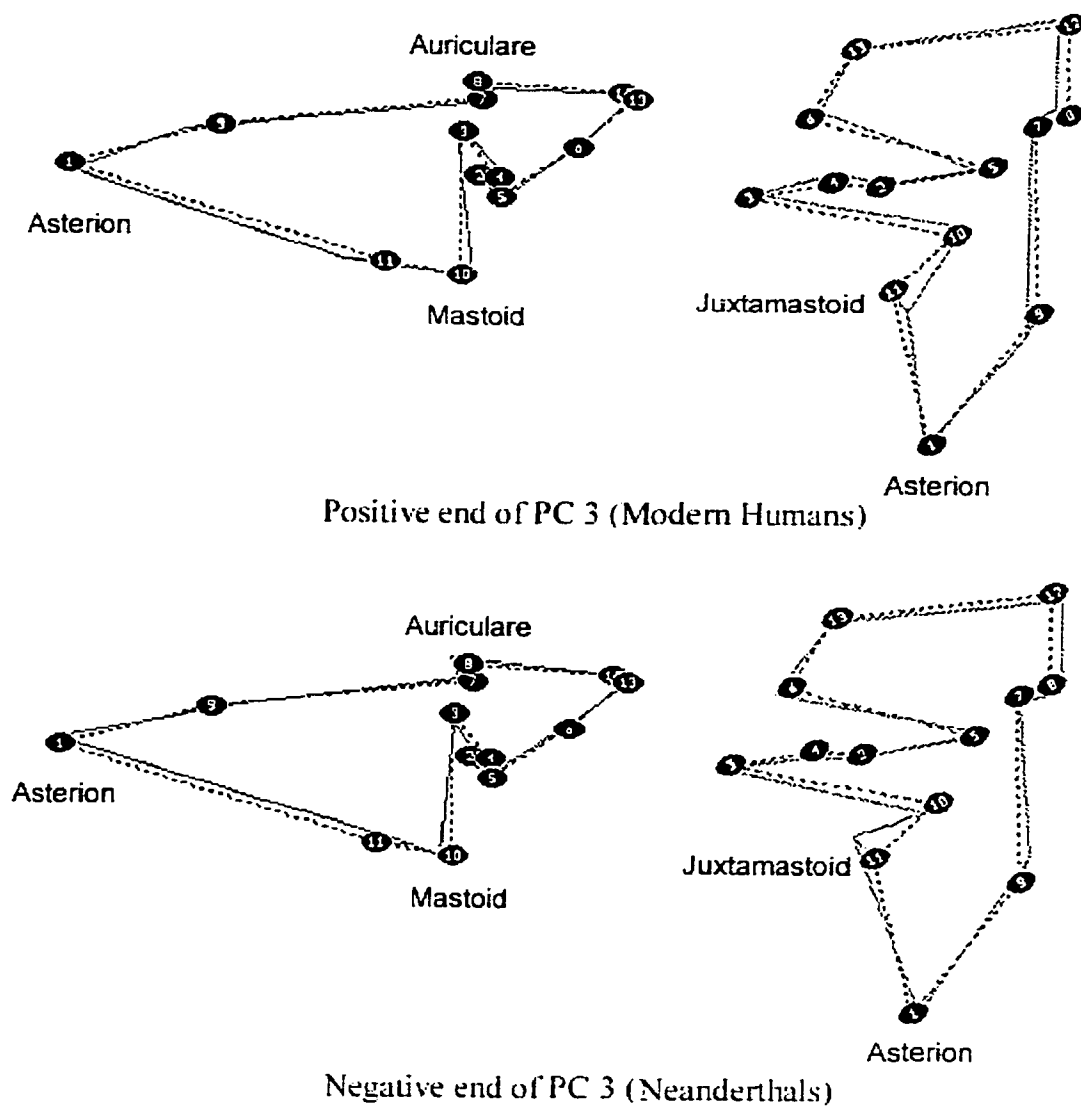 Auriculare
Asterion
Mastoid
Juxtamastoid
Asterion
Positive end of PC 3 (Modern Humans)
Auriculare
Asterion
Mastoid
Juxtamastoid
Asterion
Negative end of PC 3 (Neanderthals)